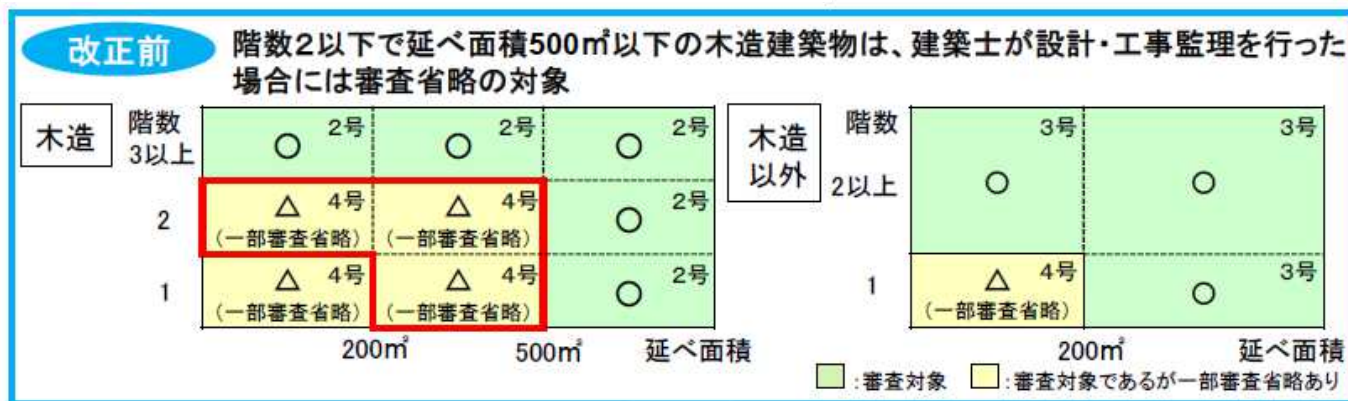 改正前
階数２以下で延べ面積500㎡以下の木造建築物は、建築士が設計・工事監理を行った
場合には審査省略の対象
木造
階数
3以上
○ 2号
○ 2号
○ 2号
2
△ 4号
（一部審査省略）
△ 4号
（一部審査省略）
○ 2号
1
△ 4号
（一部審査省略）
△ 4号
（一部審査省略）
○ 2号
200㎡
500㎡
延べ面積
木造
以外
階数
2以上
○ 3号
○ 3号
1
△ 4号
（一部審査省略）
○ 3号
200㎡
延べ面積
：審査対象
：審査対象であるが一部審査省略あり